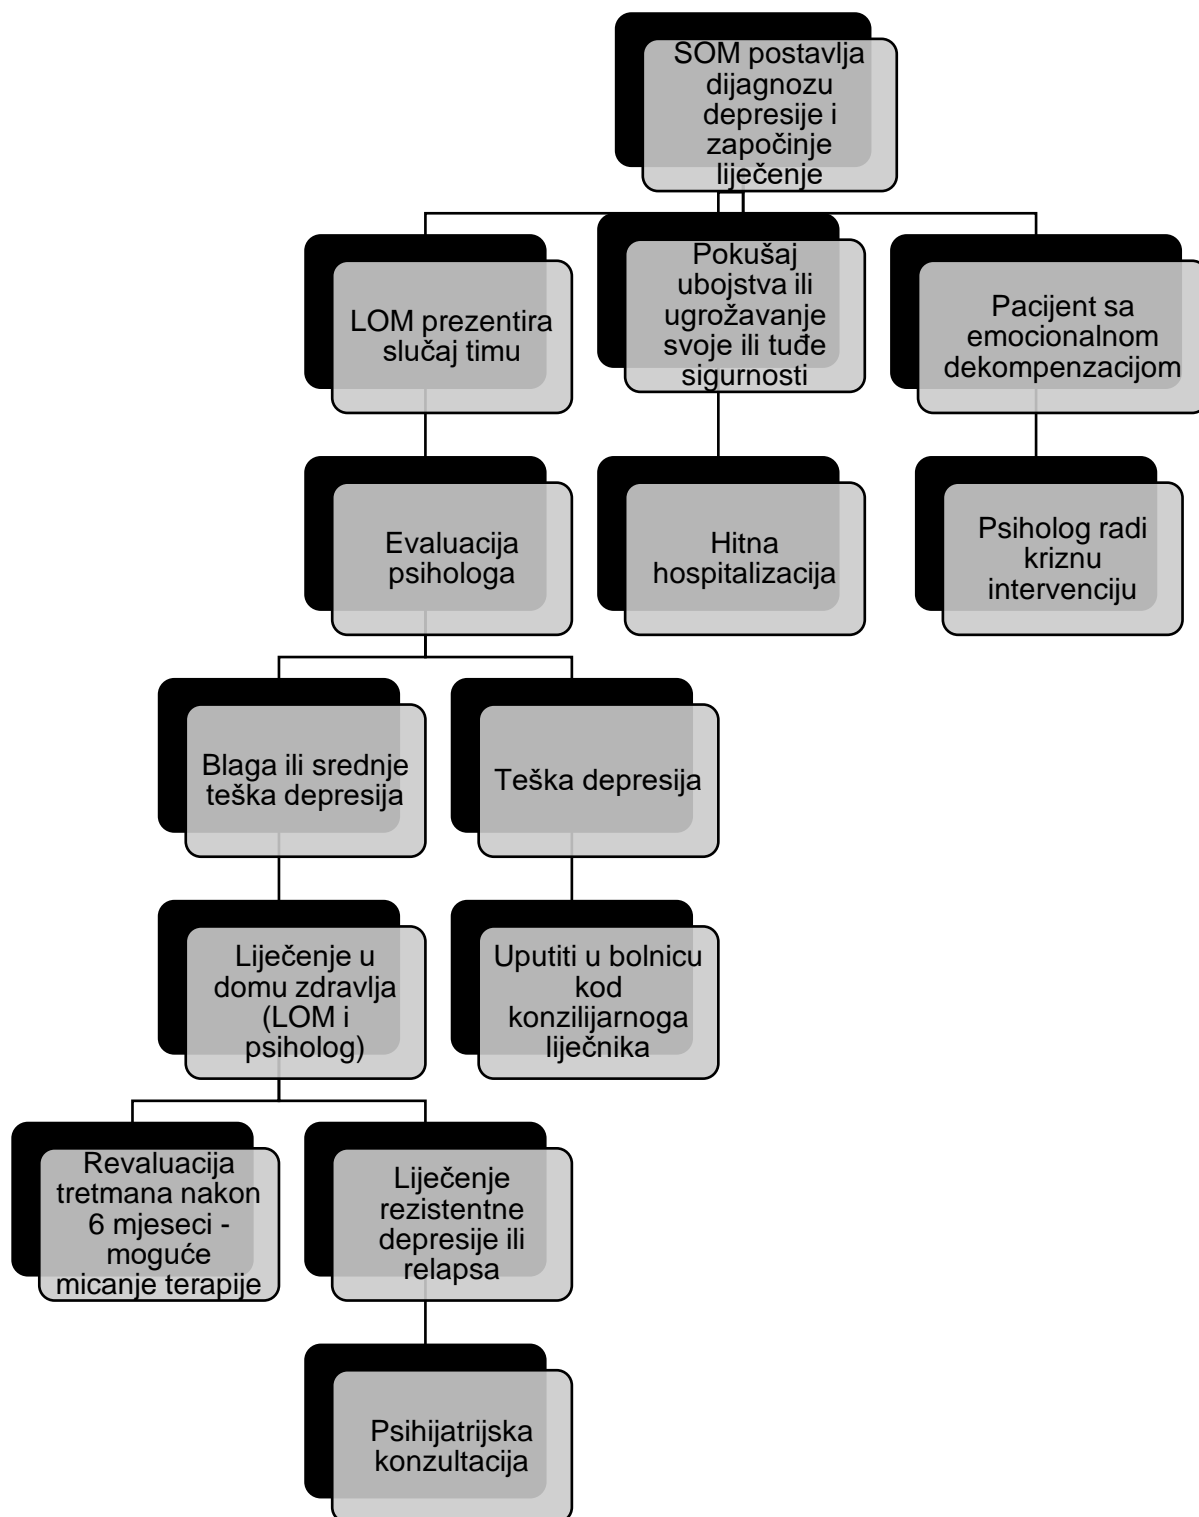 SOM postavlja
dijagnozu
depresije i
započinje
liječenje
LOM prezentira
slučaj timu
Pokušaj
ubojstva ili
ugrožavanje
svoje ili tuđe
sigurnosti
Pacijent sa
emocionalnom
dekompenzacijom
Evaluacija
psihologa
Hitna
hospitalizacija
Psiholog radi
kriznu
intervenciju
Blaga ili srednje
teška depresija
Teška depresija
Liječenje u
domu zdravlja
(LOM i
psiholog)
Uputiti u bolnicu
kod
konzilijarnoga
liječnika
Revaluacija
tretmana nakon
6 mjeseci -
moguće
micanje terapije
Liječenje
rezistentne
depresije ili
relapsa
Psihijatrijska
konzultacija